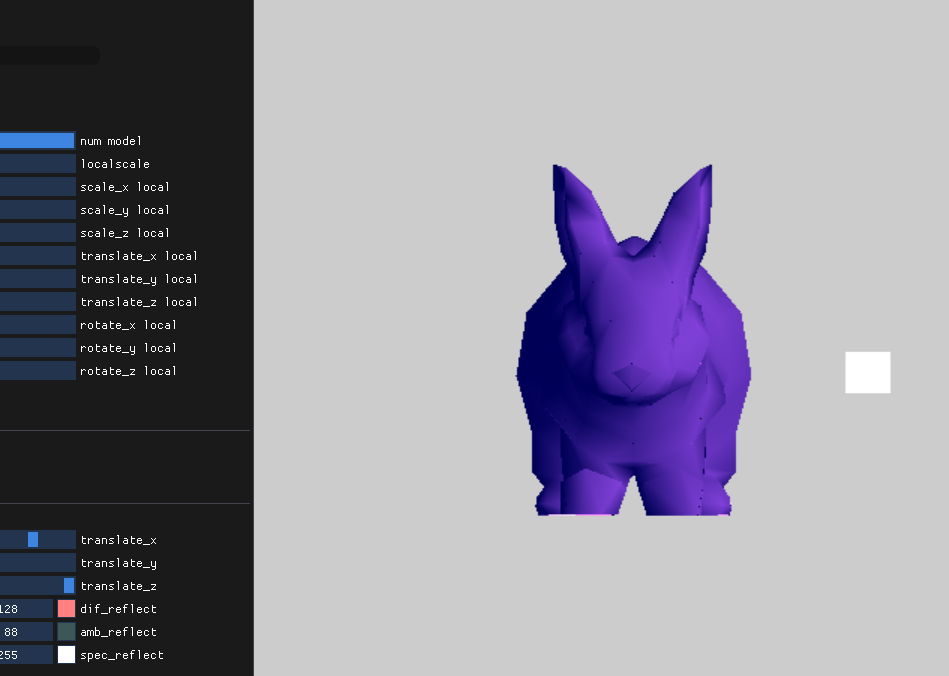 num model
localscale
scale_x local
scale_y local
scale_z local
translate_x local
translate_y local
translate_z local
rotate_x local
rotate_y local
rotate_z local
translate_x
translate_y
translate_z
128 dif_reflect
88 amb_reflect
255 spec_reflect